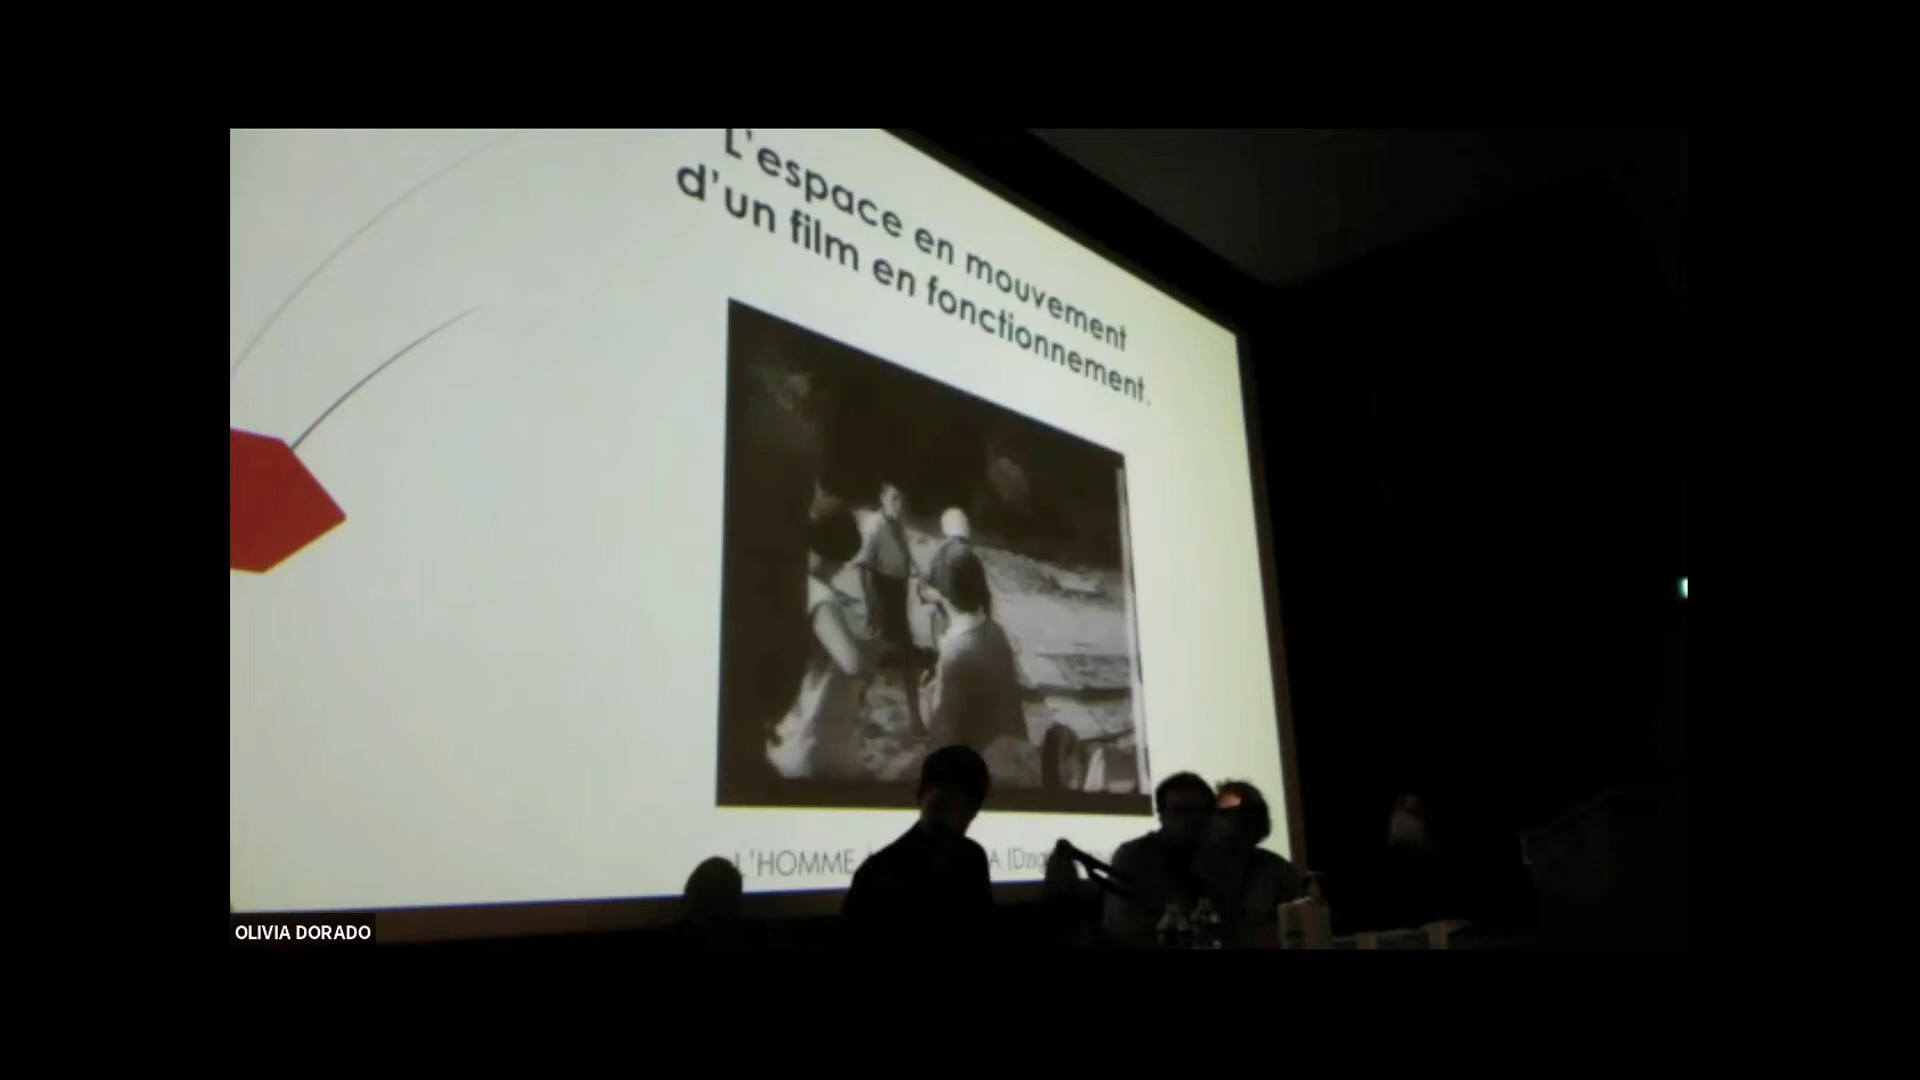 L'espace en mouvement
d'un film en fonctionnement.
L'HOMME
OLIVIA DORADO